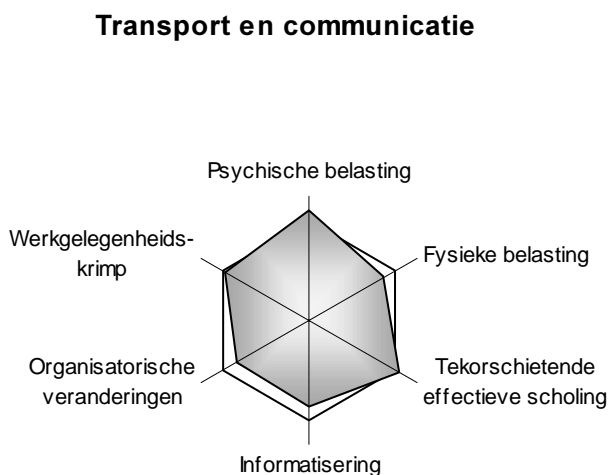 Transport en communicatie
Psychische belasting
Werkgelegenheids-
krimp
Fysieke belasting
Organisatorische
veranderingen
Tekorschietende
effectieve scholing
Informatisering